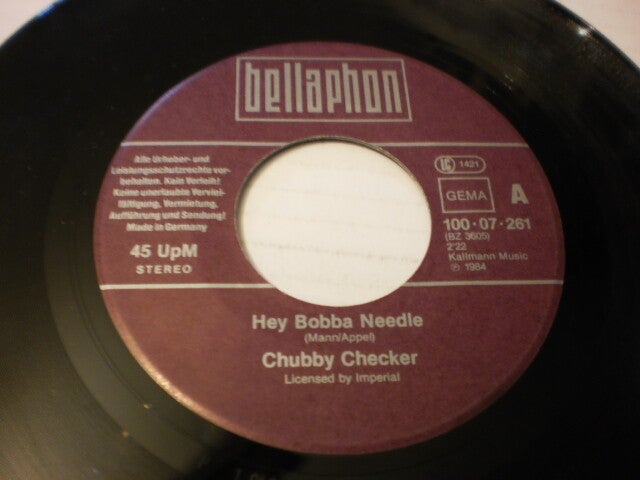 bellaphon
Alle Urheber- und
Leistungsschutzrechte vor-
behalten. Kein Verleih!
Keine unerlaubte Verviel-
fältigung, Vermietung,
Aufführung und Sendung!
Made in Germany
45 UpM
STEREO
LC 1421
GEMA A
100·07·261
(BZ 3605)
2'22
Kallmann Music
℗ 1984
Hey Bobba Needle
(Mann/Appel)
Chubby Checker
Licensed by Imperial